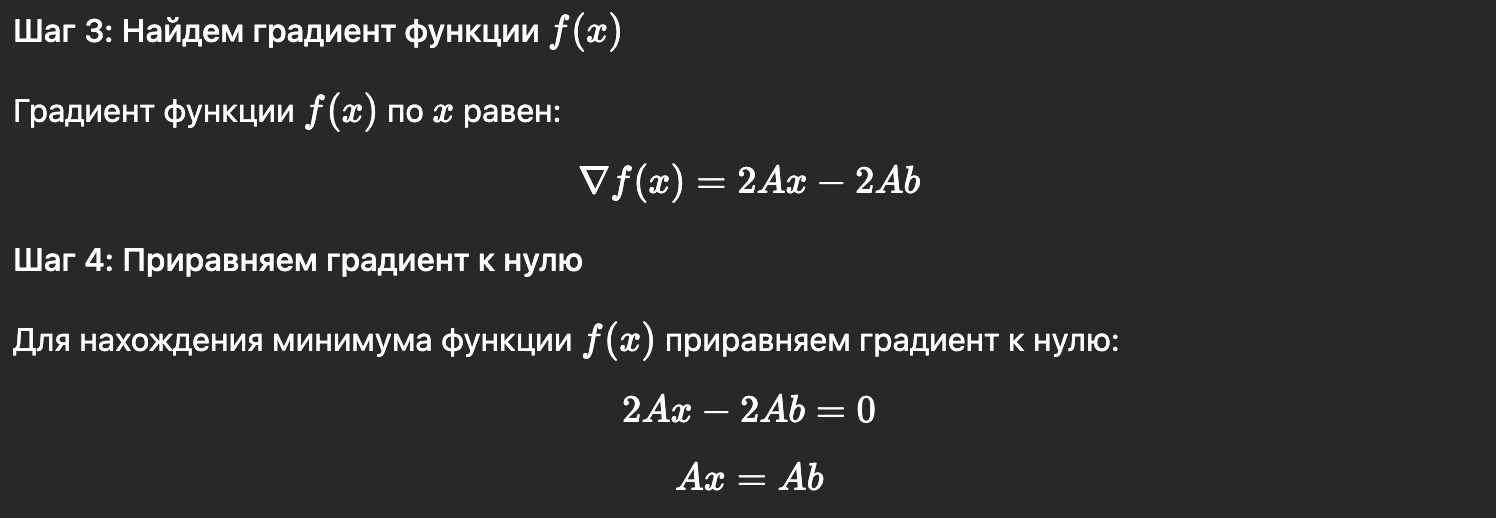 Шаг 3: Найдем градиент функции f(x)
Градиент функции f(x) по x равен:
∇f(x) = 2Ax − 2Ab
Шаг 4: Приравняем градиент к нулю
Для нахождения минимума функции f(x) приравняем градиент к нулю:
2Ax − 2Ab = 0
Ax = Ab